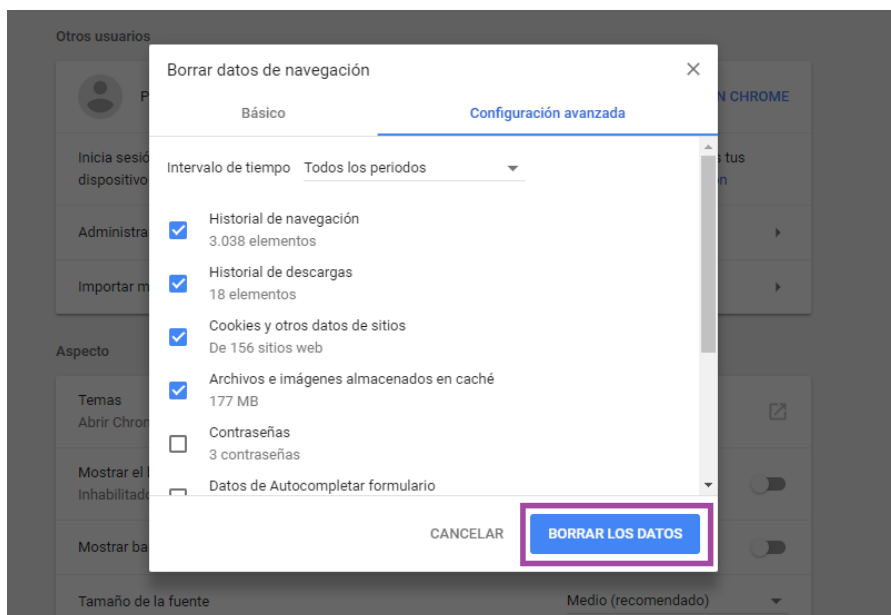 Otros usuarios
Borrar datos de navegación
P
N CHROME
Básico
Configuración avanzada
Inicia sesió
s tus
dispositivo
n
Intervalo de tiempo Todos los periodos
Historial de navegación
3.038 elementos
Administra
Historial de descargas
18 elementos
Importar m
Cookies y otros datos de sitios
De 156 sitios web
Aspecto
Archivos e imágenes almacenados en caché
177 MB
Temas
Abrir Chron
Contraseñas
3 contraseñas
Mostrar el
Inhabilitado
Datos de Autocompletar formulario
CANCELAR
BORRAR LOS DATOS
Mostrar ba
Tamaño de la fuente
Medio (recomendado)